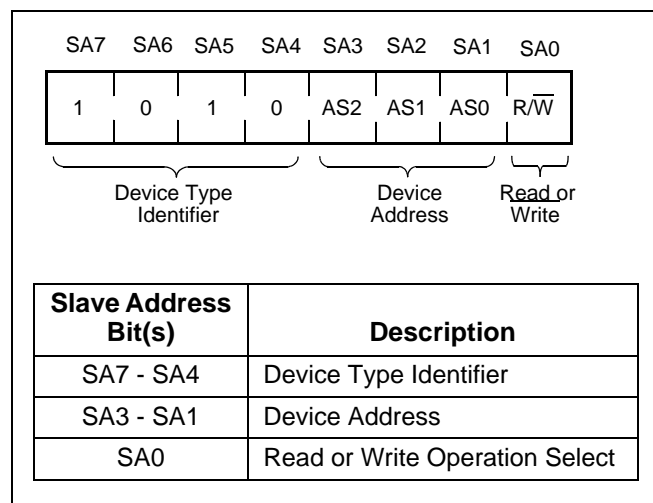 SA7 SA6 SA5 SA4 SA3 SA2 SA1 SA0
1 0 1 0 AS2 AS1 AS0 R/W̅
Device Type Device Read or
Identifier Address W̅r̅i̅t̅e̅
Slave Address Bit(s) Description
SA7 - SA4 Device Type Identifier
SA3 - SA1 Device Address
SA0 Read or Write Operation Select